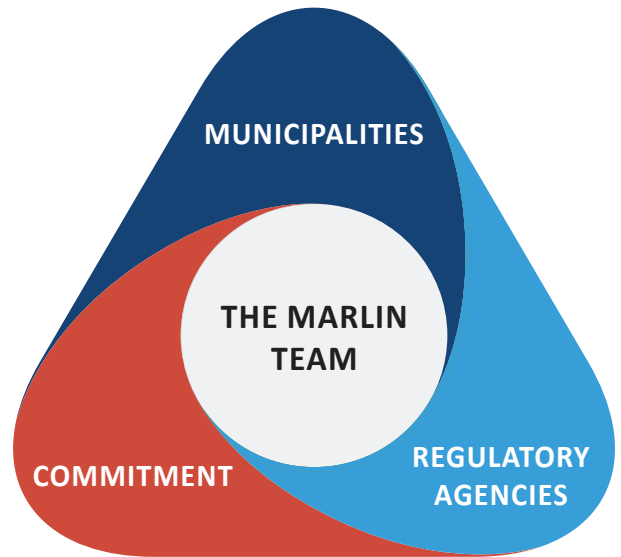 MUNICIPALITIES
THE MARLIN
TEAM
COMMITMENT
REGULATORY
AGENCIES